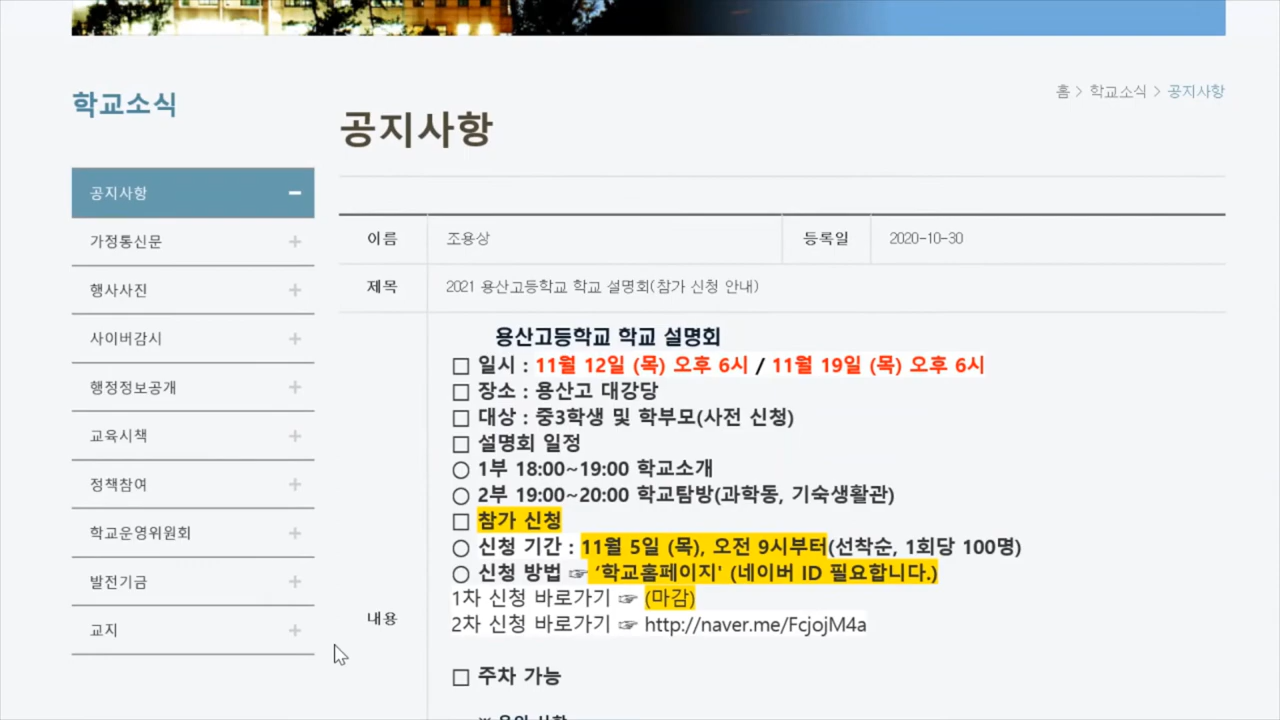 학교소식
홈 > 학교소식 > 공지사항
공지사항
공지사항
가정통신문
행사사진
사이버감시
행정정보공개
교육시책
정책참여
학교운영위원회
발전기금
교지
이름 조용상 등록일 2020-10-30
제목 2021 용산고등학교 학교 설명회(참가 신청 안내)
내용
용산고등학교 학교 설명회
□ 일시 : 11월 12일 (목) 오후 6시 / 11월 19일 (목) 오후 6시
□ 장소 : 용산고 대강당
□ 대상 : 중3학생 및 학부모(사전 신청)
□ 설명회 일정
○ 1부 18:00~19:00 학교소개
○ 2부 19:00~20:00 학교탐방(과학동, 기숙생활관)
□ 참가 신청
○ 신청 기간 : 11월 5일 (목), 오전 9시부터(선착순, 1회당 100명)
○ 신청 방법 ☞ ‘학교홈페이지' (네이버 ID 필요합니다.)
1차 신청 바로가기 ☞ (마감)
2차 신청 바로가기 ☞ http://naver.me/FcjojM4a
□ 주차 가능